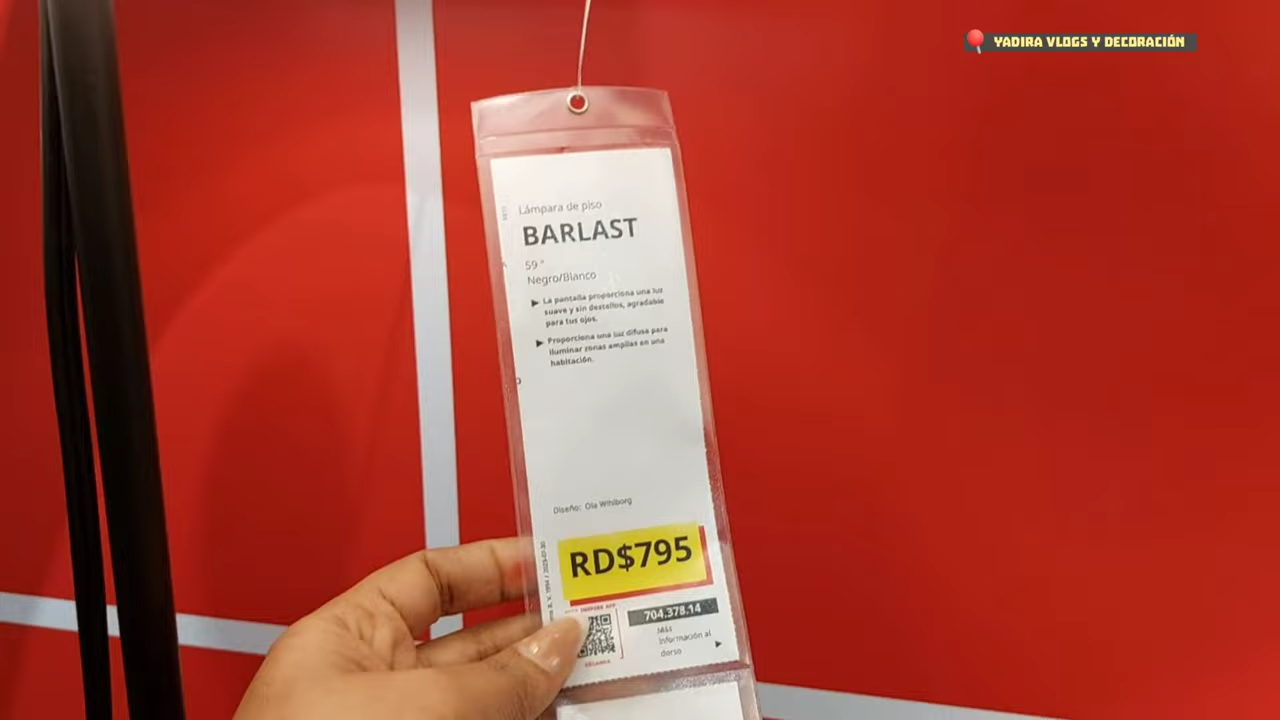 YADIRA VLOGS Y DECORACIÓN
Lámpara de piso
BARLAST
59 "
Negro/Blanco
▶ La pantalla proporciona una luz
suave y sin destellos, agradable
para tus ojos.
▶ Proporciona una luz difusa para
iluminar zonas amplias en una
habitación.
Diseño: Ola Wihlborg
RD$795
704.378.14
Información al
dorso